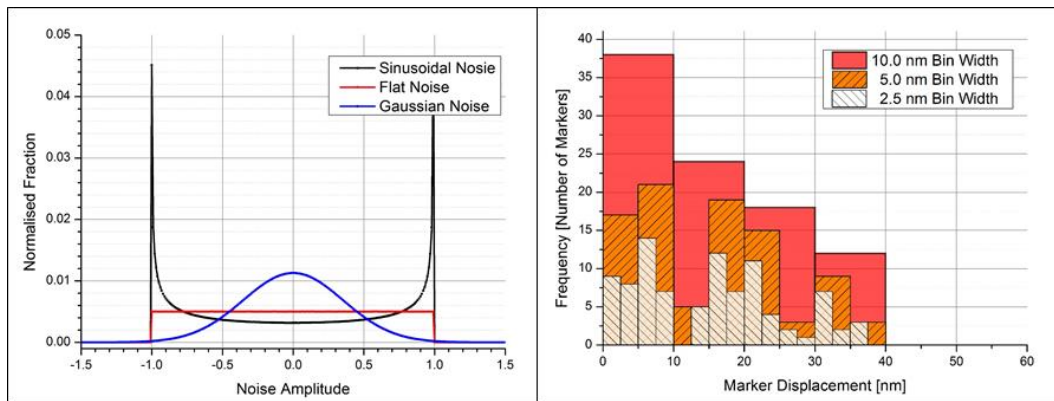 0.05
0.04
0.03
0.02
0.01
0.00
-1.5 -1.0 -0.5 0.0 0.5 1.0 1.5
Normalised Fraction
Noise Amplitude
Sinusoidal Nosie
Flat Noise
Gaussian Noise
40
35
30
25
20
15
10
5
0
0 10 20 30 40 50 60
Frequency [Number of Markers]
Marker Displacement [nm]
10.0 nm Bin Width
5.0 nm Bin Width
2.5 nm Bin Width